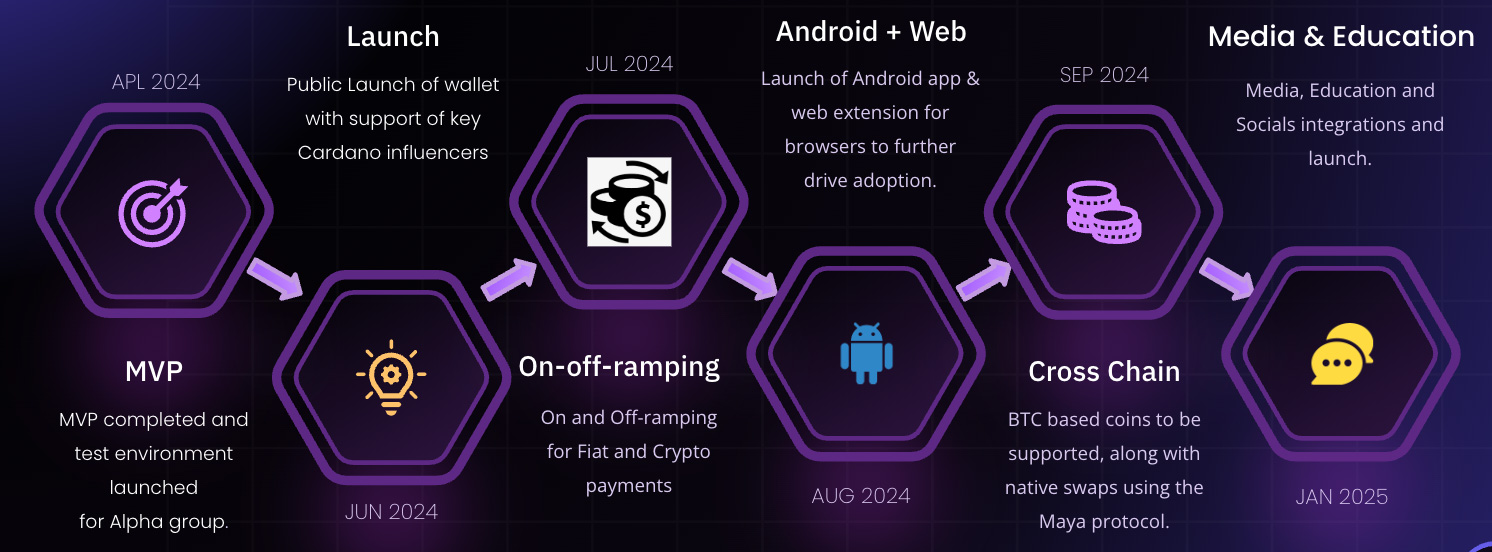 APL 2024
MVP
MVP completed and
test environment
launched
for Alpha group.
Launch
Public Launch of wallet
with support of key
Cardano influencers
JUN 2024
JUL 2024
$
On-off-ramping
On and Off-ramping
for Fiat and Crypto
payments
Android + Web
Launch of Android app &
web extension for
browsers to further
drive adoption.
AUG 2024
SEP 2024
Cross Chain
BTC based coins to be
supported, along with
native swaps using the
Maya protocol.
Media & Education
Media, Education and
Socials integrations and
launch.
JAN 2025